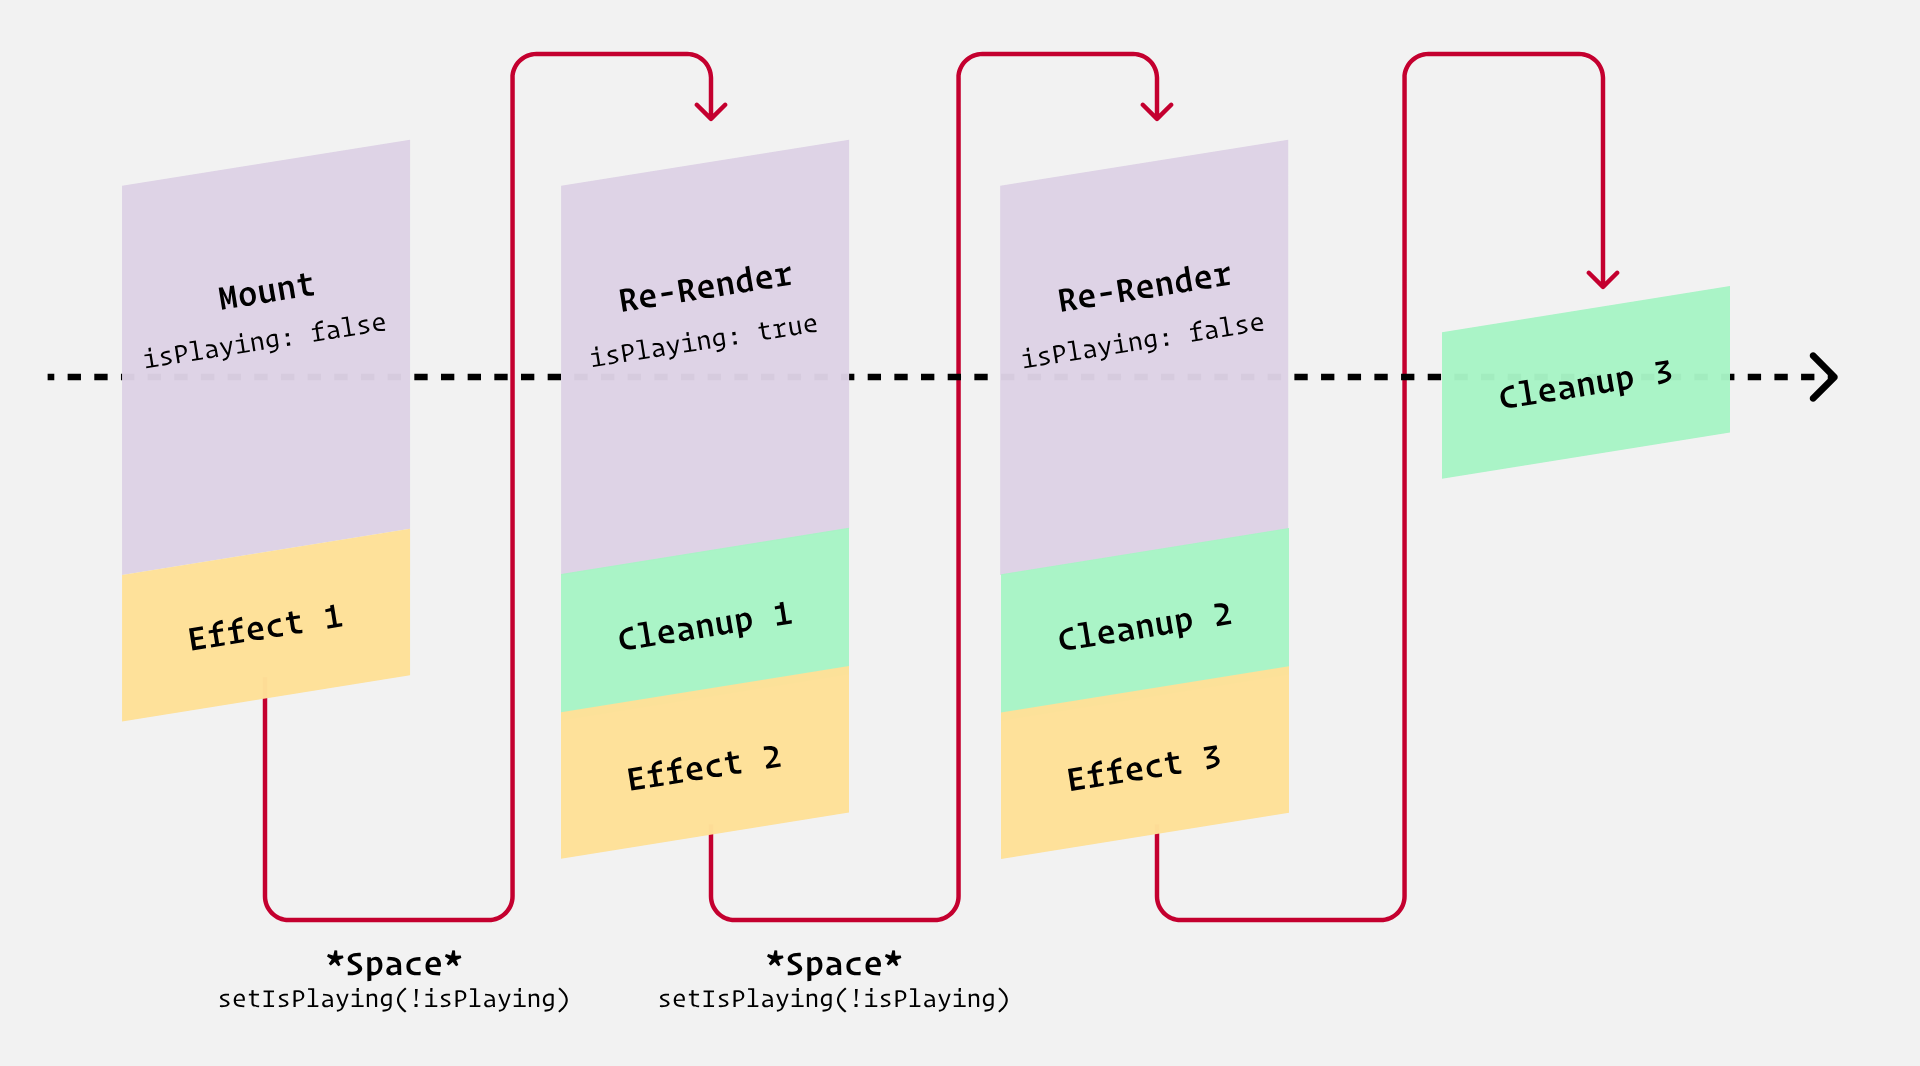 Mount
isPlaying: false
Effect 1
*Space*
setIsPlaying(!isPlaying)
Re-Render
isPlaying: true
Cleanup 1
Effect 2
*Space*
setIsPlaying(!isPlaying)
Re-Render
isPlaying: false
Cleanup 2
Effect 3
Cleanup 3